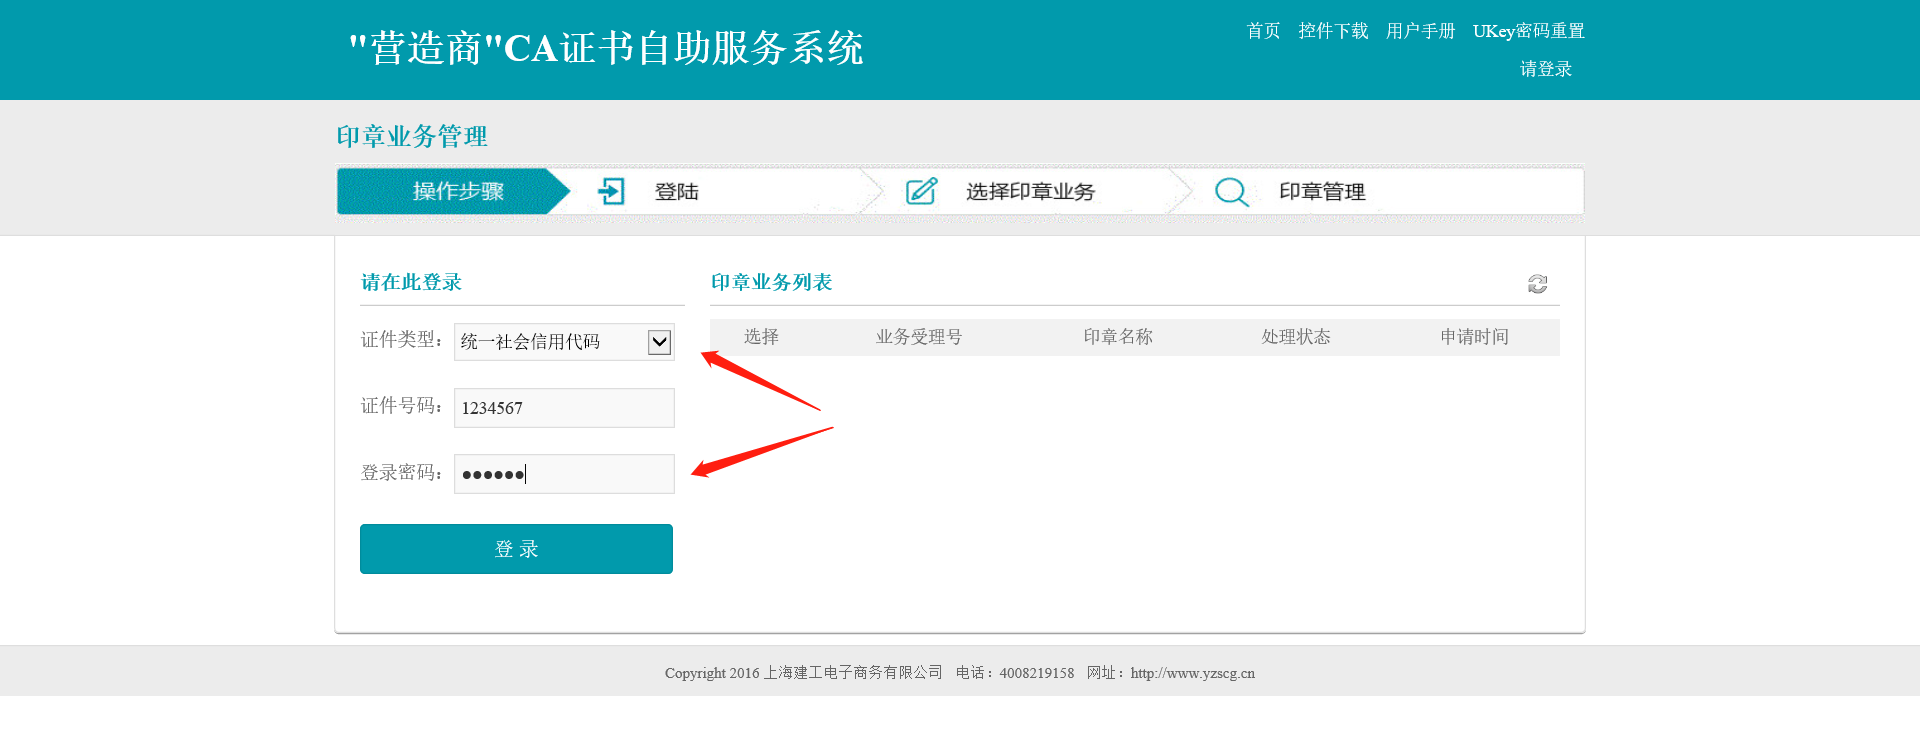 "营造商"CA证书自助服务系统
首页 控件下载 用户手册 UKey密码重置
请登录
印章业务管理
操作步骤 登陆 选择印章业务 印章管理
请在此登录
证件类型： 统一社会信用代码
证件号码： 1234567
登录密码： ●●●●●●
登 录
印章业务列表
选择 业务受理号 印章名称 处理状态 申请时间
Copyright 2016 上海建工电子商务有限公司 电话：4008219158 网址：http://www.yzscg.cn